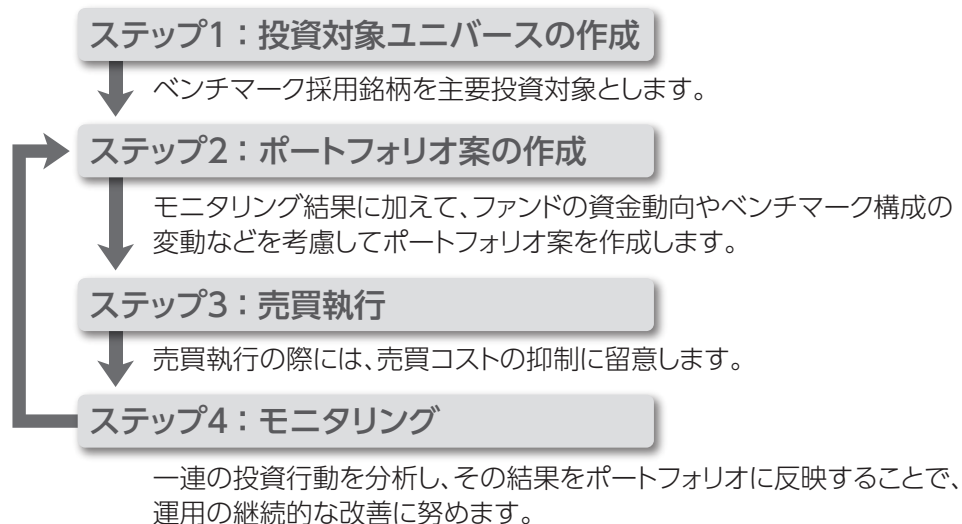 ステップ1：投資対象ユニバースの作成
ベンチマーク採用銘柄を主要投資対象とします。
ステップ2：ポートフォリオ案の作成
モニタリング結果に加えて、ファンドの資金動向やベンチマーク構成の
変動などを考慮してポートフォリオ案を作成します。
ステップ3：売買執行
売買執行の際には、売買コストの抑制に留意します。
ステップ4：モニタリング
一連の投資行動を分析し、その結果をポートフォリオに反映することで、
運用の継続的な改善に努めます。